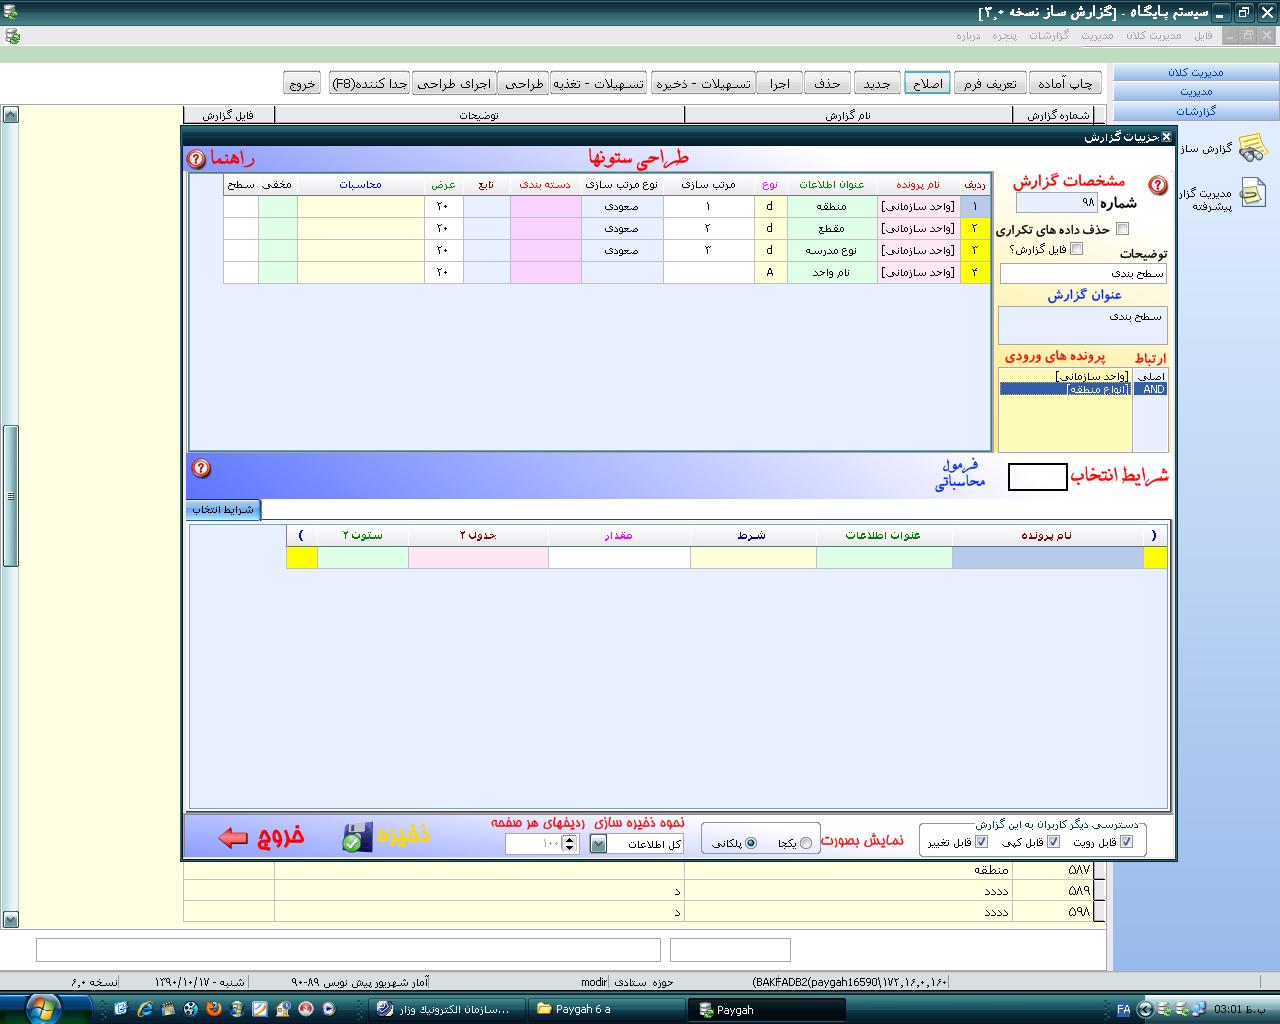 سیستم پایگاه - [گزارش ساز نسخه ۳,۰]
فایل مدیریت کلان مدیریت گزارشات پنجره درباره
مدیریت کلان
مدیریت
گزارشات
گزارش ساز
مدیریت گزار
پیشرفته
چاپ آماده تعریف فرم اصلاح جدید حذف اجرا تسهیلات - ذخیره تسهیلات - تغذیه طراحی اجرای طراحی جدا کننده(F8) خروج
شماره گزارش نام گزارش توضیحات فایل گزارش
جزییات گزارش
طراحی ستونها
راهنما
مشخصات گزارش
شماره ۹۸
حذف داده های تکراری
فایل گزارش؟
توضیحات
سطح بندی
عنوان گزارش
سطح بندی
ارتباط پرونده های ورودی
اصلی [واحد سازمانی]
AND [انواع منطقه]
ردیف نام پرونده عنوان اطلاعات نوع مرتب سازی نوع مرتب سازی دسته بندی تابع عرض محاسبات مخفی سطح
۱ [واحد سازمانی] منطقه d ۱ صعودی ۲۰
۲ [واحد سازمانی] مقطع d ۲ صعودی ۲۰
۳ [واحد سازمانی] نوع مدرسه d ۳ صعودی ۲۰
۴ [واحد سازمانی] نام واحد A ۲۰
شرایط انتخاب
فرمول
محاسباتی
شرایط انتخاب
( نام پرونده عنوان اطلاعات شرط مقدار جدول ۲ ستون ۲ )
دسترسی دیگر کاربران به این گزارش
قابل رویت قابل کپی قابل تغییر
نمایش بصورت
یکجا پلکانی
نحوه ذخیره سازی ردیفهای هر صفحه
کل اطلاعات ۱۰۰
ذخیره
خروج
۵۸۷ منطقه
۵۸۹ دددد د
۵۹۸ دددد د
(BAKFADB2(paygah16590\۱۷۲,۱۶,۰,۱۶۰ حوزه ستادی modir آمار شهریور پیش نویس ۸۹-۹۰ شنبه - ۱۳۹۰/۱۰/۱۷ نسخه ۶,۰
سازمان الکترونیک وزار...
Paygah 6 a
Paygah
FA
03:01 ب.ظ